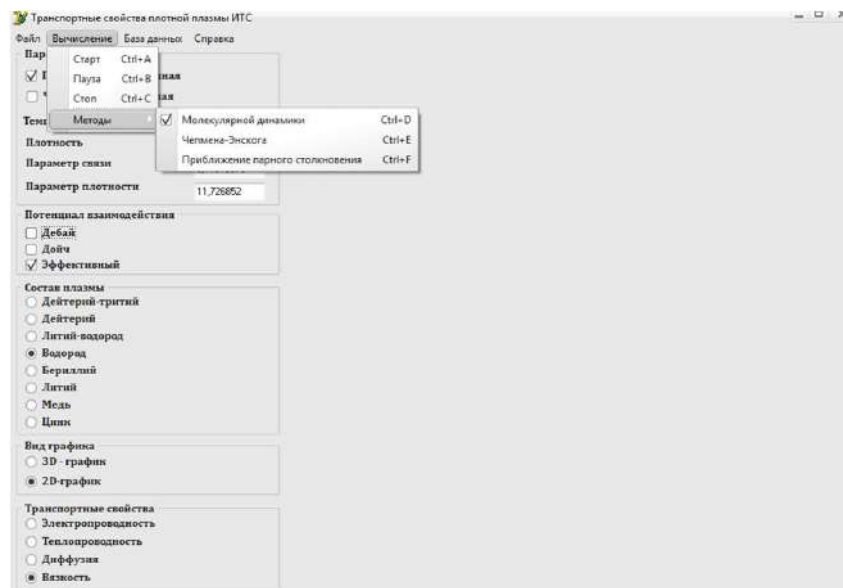 Транспортные свойства плотной плазмы ИТС
Файл Вычисление База данных Справка
Пар
Старт Ctrl+A
Пауза Ctrl+B
Стоп Ctrl+C
Методы
Молекулярной динамики Ctrl+D
Чепмена-Энскога Ctrl+E
Приближение парного столкновения Ctrl+F
Плотность
Параметр связи
Параметр плотности 11,726852
Потенциал взаимодействия
Дебай
Дойч
Эффективный
Состав плазмы
Дейтерий-тритий
Дейтерий
Литий-водород
Водород
Бериллий
Литий
Медь
Цинк
Вид графика
3D - график
2D-график
Транспортные свойства
Электропроводность
Теплопроводность
Диффузия
Вязкость